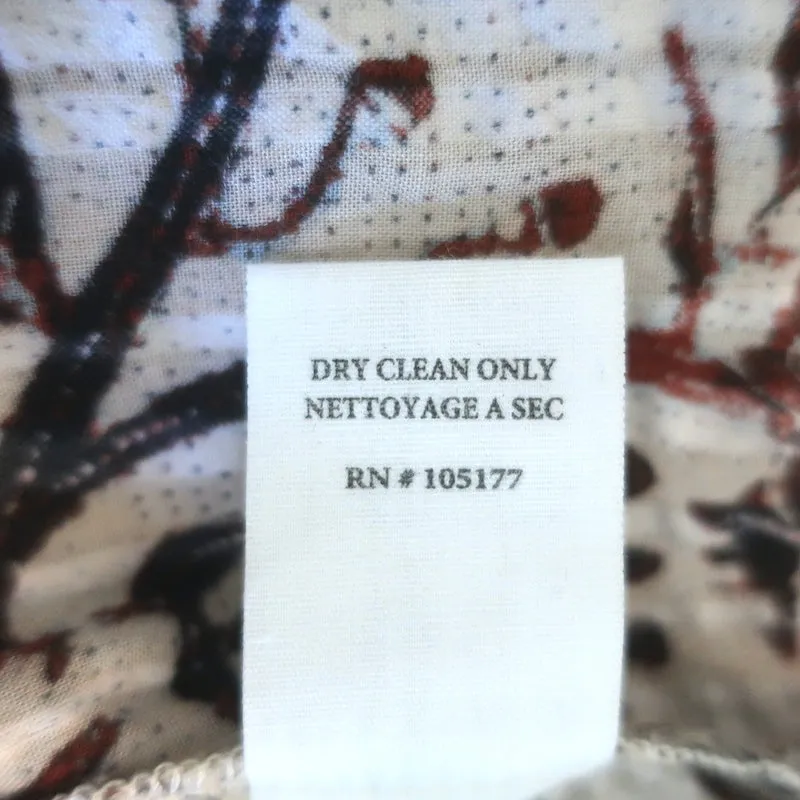 DRY CLEAN ONLY
NETTOYAGE A SEC
RN # 105177